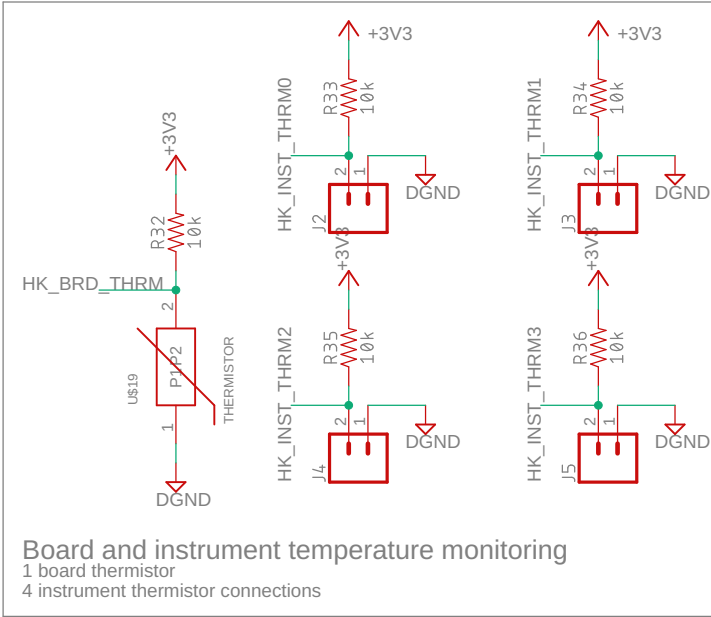 +3V3
R32
10k
HK_BRD_THRM
2
P1P2
U$19
THERMISTOR
1
DGND
+3V3
R33
10k
HK_INST_THRM0
2
1
DGND
J2
+3V3
R34
10k
HK_INST_THRM1
2
1
DGND
J3
+3V3
R35
10k
HK_INST_THRM2
2
1
DGND
J4
+3V3
R36
10k
HK_INST_THRM3
2
1
DGND
J5
Board and instrument temperature monitoring
1 board thermistor
4 instrument thermistor connections